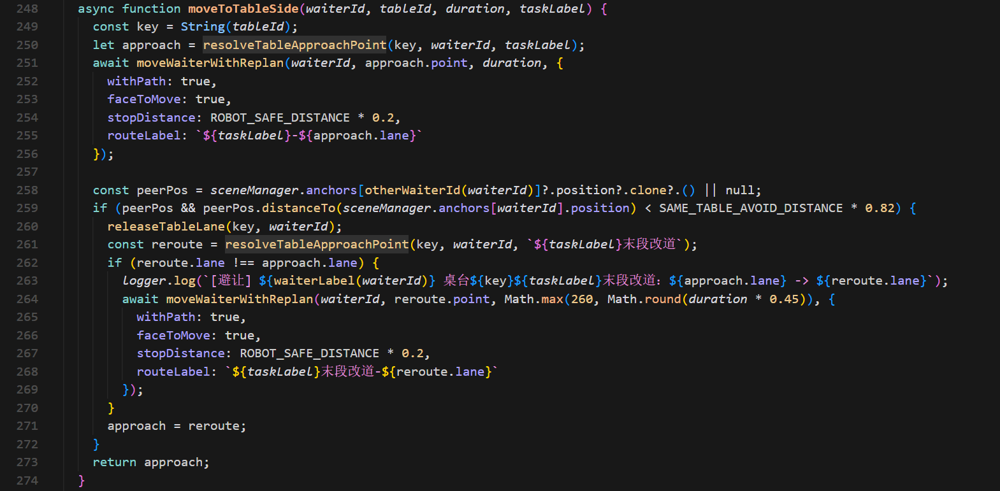 248 async function moveToTableSide(waiterId, tableId, duration, taskLabel) {
249 const key = String(tableId);
250 let approach = resolveTableApproachPoint(key, waiterId, taskLabel);
251 await moveWaiterWithReplan(waiterId, approach.point, duration, {
252 withPath: true,
253 faceToMove: true,
254 stopDistance: ROBOT_SAFE_DISTANCE * 0.2,
255 routeLabel: `${taskLabel}-${approach.lane}`
256 });
257
258 const peerPos = sceneManager.anchors[otherWaiterId(waiterId)]?.position?.clone?.() || null;
259 if (peerPos && peerPos.distanceTo(sceneManager.anchors[waiterId].position) < SAME_TABLE_AVOID_DISTANCE * 0.82) {
260 releaseTableLane(key, waiterId);
261 const reroute = resolveTableApproachPoint(key, waiterId, `${taskLabel}末段改道`);
262 if (reroute.lane !== approach.lane) {
263 logger.log(`[避让] ${waiterLabel(waiterId)} 桌台${key}${taskLabel}末段改道: ${approach.lane} -> ${reroute.lane}`);
264 await moveWaiterWithReplan(waiterId, reroute.point, Math.max(260, Math.round(duration * 0.45)), {
265 withPath: true,
266 faceToMove: true,
267 stopDistance: ROBOT_SAFE_DISTANCE * 0.2,
268 routeLabel: `${taskLabel}末段改道-${reroute.lane}`
269 });
270 }
271 approach = reroute;
272 }
273 return approach;
274 }